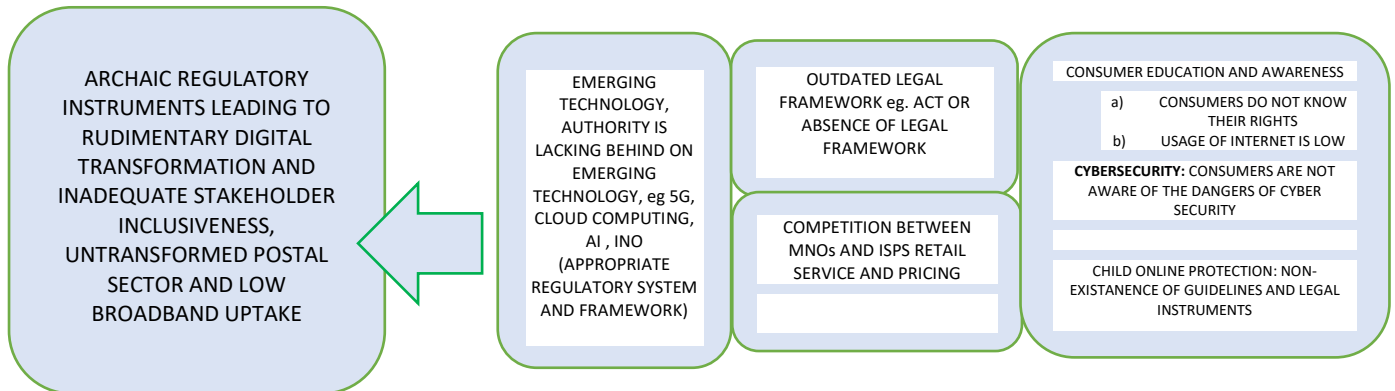 ARCHAIC REGULATORY
INSTRUMENTS LEADING TO
RUDIMENTARY DIGITAL
TRANSFORMATION AND
INADEQUATE STAKEHOLDER
INCLUSIVENESS,
UNTRANSFORMED POSTAL
SECTOR AND LOW
BROADBAND UPTAKE
EMERGING
TECHNOLOGY,
AUTHORITY IS
LACKING BEHIND ON
EMERGING
TECHNOLOGY, eg 5G,
CLOUD COMPUTING,
AI , INO
(APPROPRIATE
REGULATORY SYSTEM
AND FRAMEWORK)
OUTDATED LEGAL
FRAMEWORK eg. ACT OR
ABSENCE OF LEGAL
FRAMEWORK
COMPETITION BETWEEN
MNOs AND ISPS RETAIL
SERVICE AND PRICING
CONSUMER EDUCATION AND AWARENESS
a) CONSUMERS DO NOT KNOW
THEIR RIGHTS
b) USAGE OF INTERNET IS LOW
CYBERSECURITY: CONSUMERS ARE NOT
AWARE OF THE DANGERS OF CYBER
SECURITY
CHILD ONLINE PROTECTION: NON-
EXISTANENCE OF GUIDELINES AND LEGAL
INSTRUMENTS